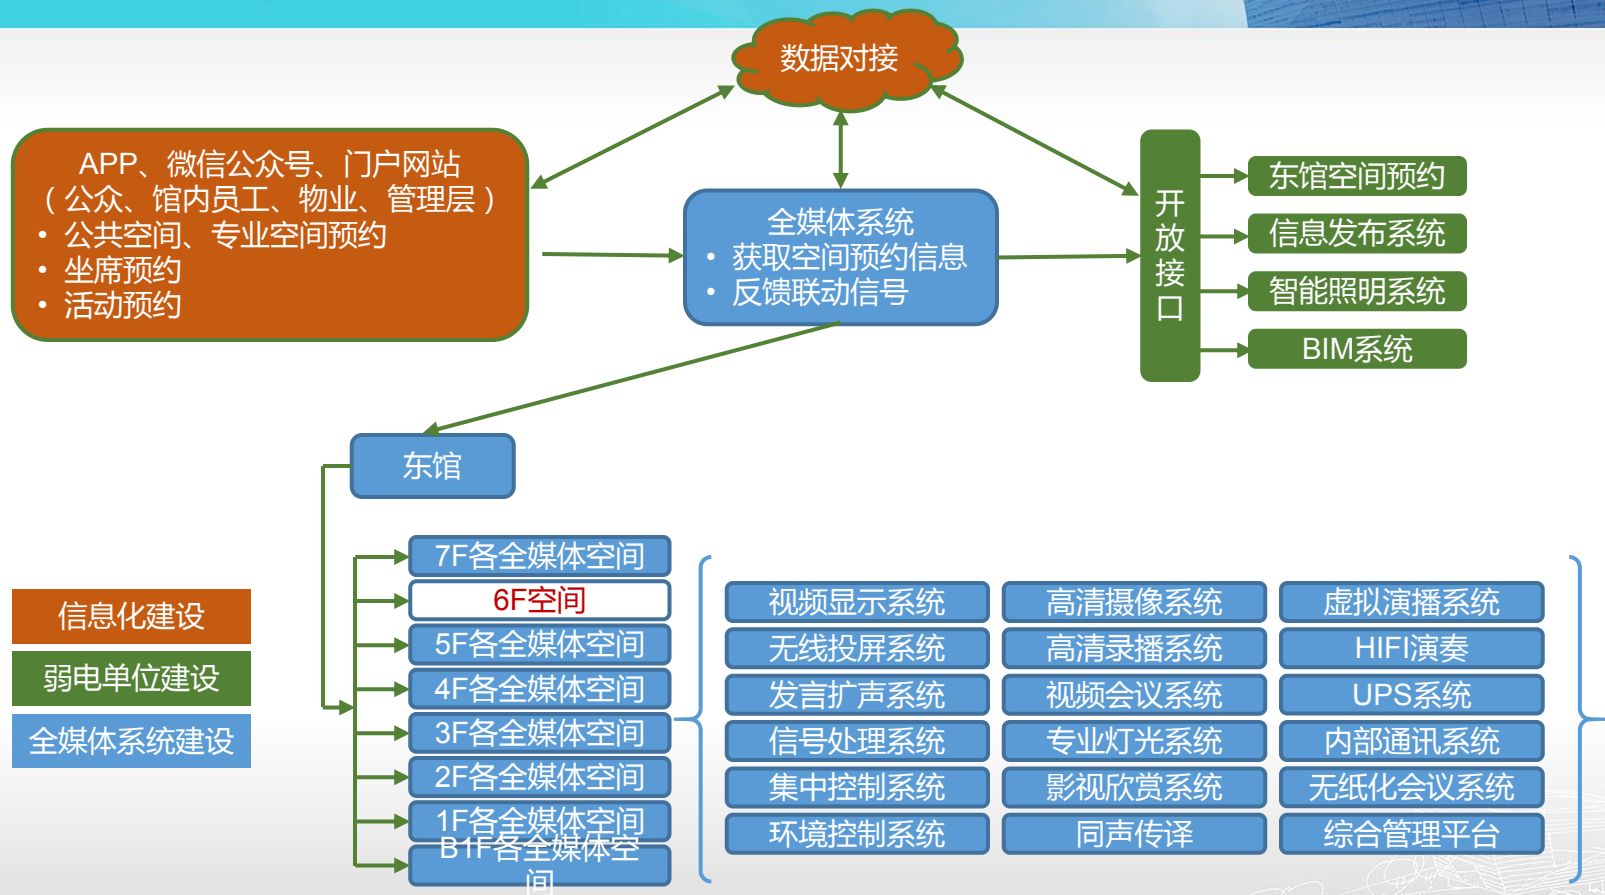 数据对接
APP、微信公众号、门户网站
（公众、馆内员工、物业、管理层）
• 公共空间、专业空间预约
• 坐席预约
• 活动预约
全媒体系统
• 获取空间预约信息
• 反馈联动信号
开
放
接
口
东馆空间预约
信息发布系统
智能照明系统
BIM系统
东馆
7F各全媒体空间
6F空间
5F各全媒体空间
4F各全媒体空间
3F各全媒体空间
2F各全媒体空间
1F各全媒体空间
B1F各全媒体空
间
信息化建设
弱电单位建设
全媒体系统建设
视频显示系统
无线投屏系统
发言扩声系统
信号处理系统
集中控制系统
环境控制系统
高清摄像系统
高清录播系统
视频会议系统
专业灯光系统
影视欣赏系统
同声传译
虚拟演播系统
HIFI演奏
UPS系统
内部通讯系统
无纸化会议系统
综合管理平台